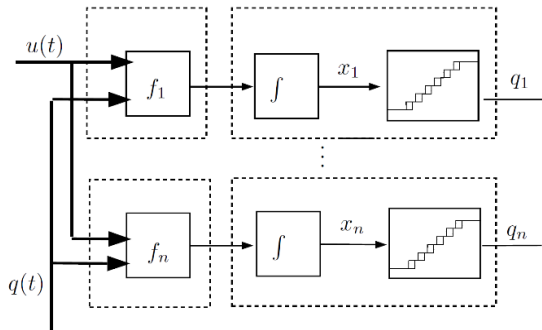 u(t)
f₁
∫
x₁
q₁
⋮
fₙ
∫
xₙ
qₙ
q(t)